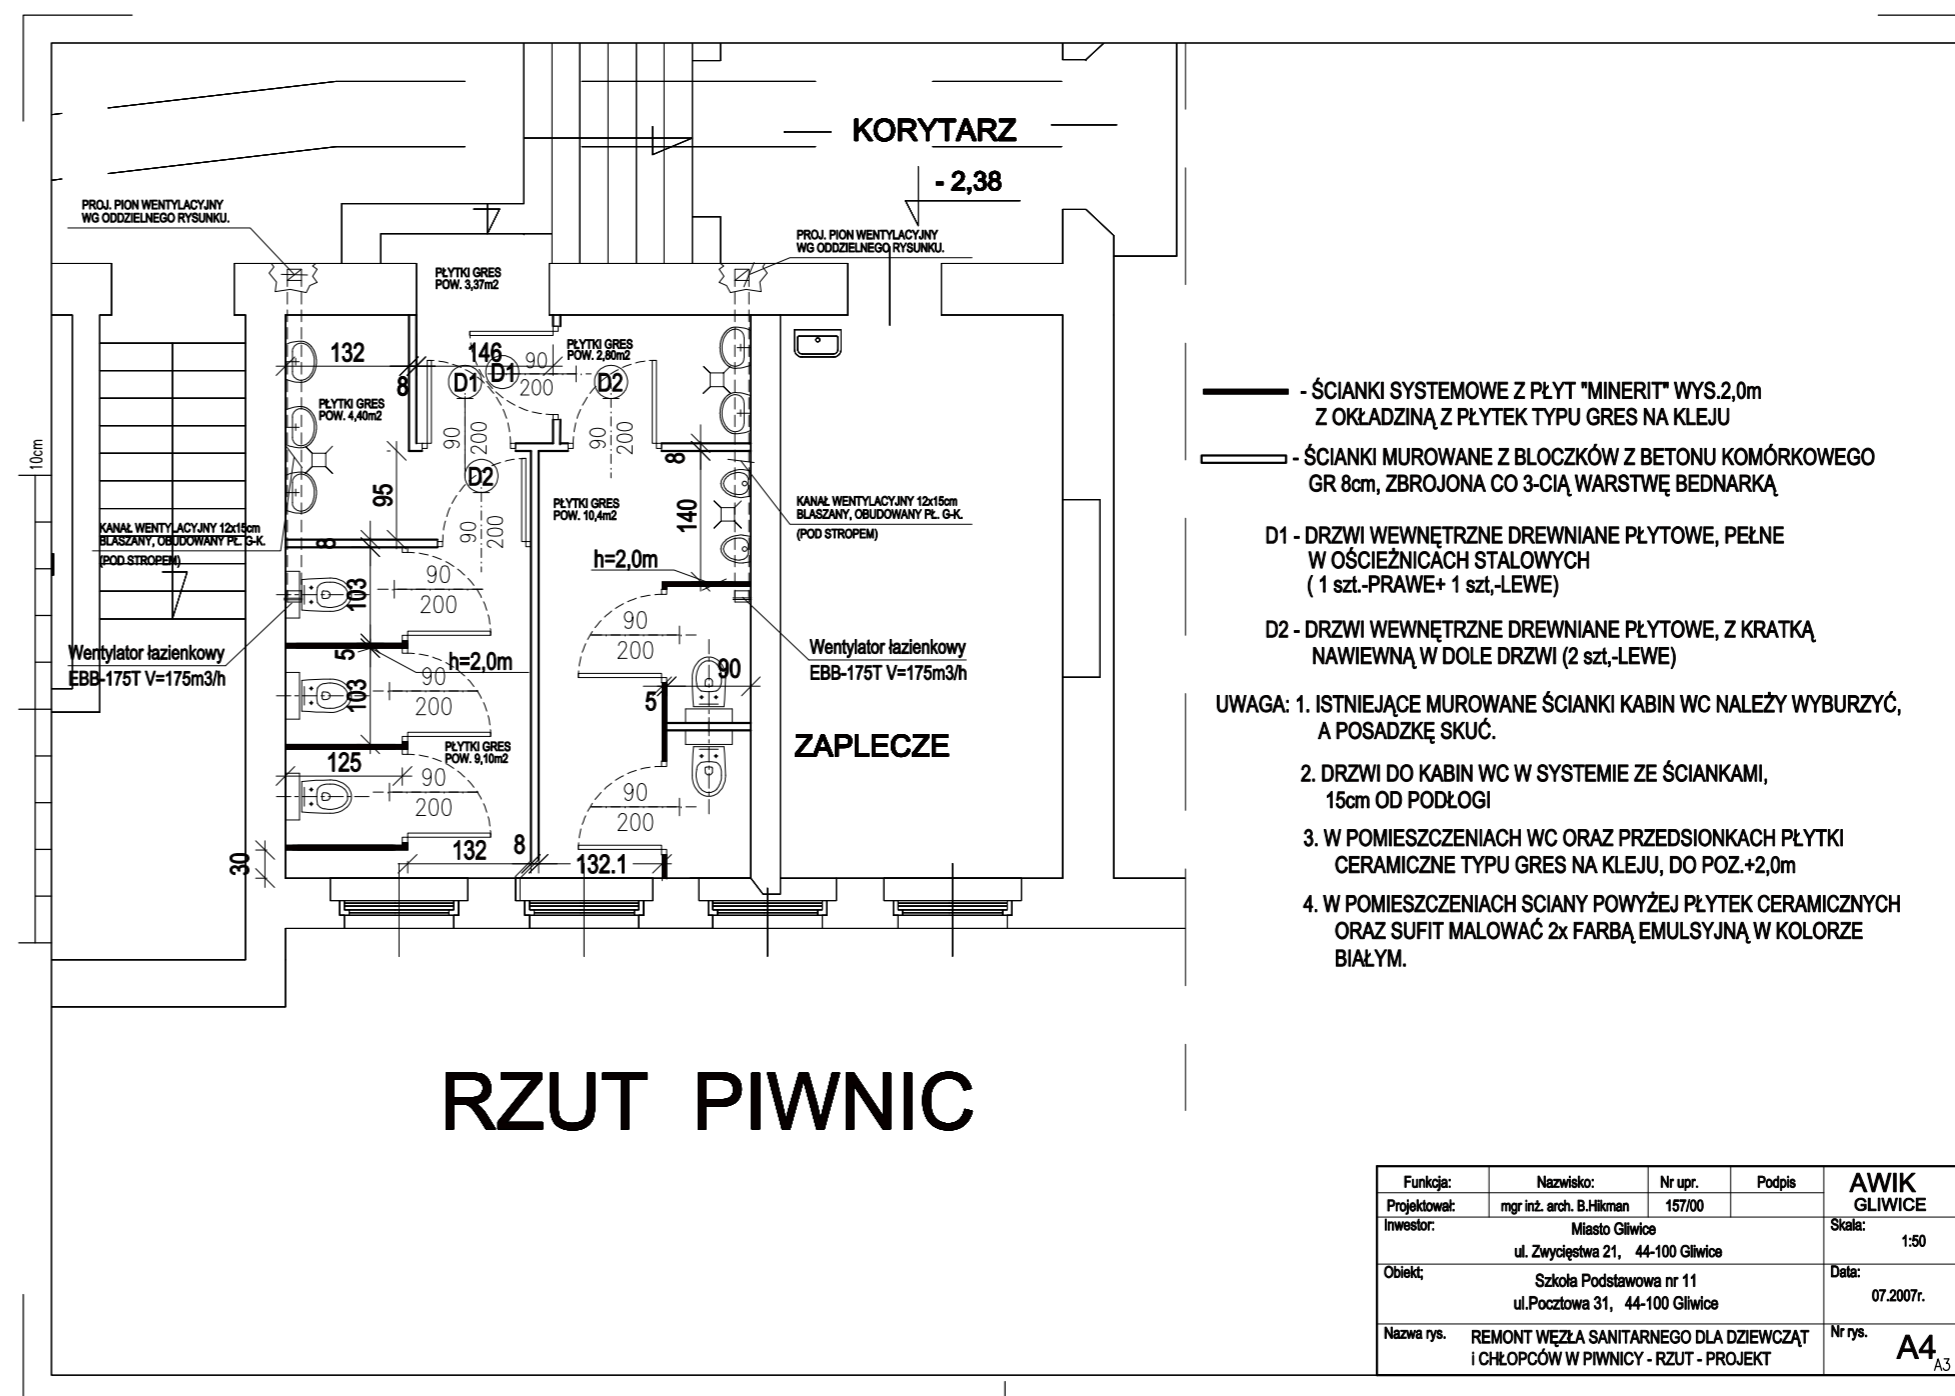 KORYTARZ
- 2,38
PROJ. PION WENTYLACYJNY
WG ODDZIELNEGO RYSUNKU.
PROJ. PION WENTYLACYJNY
WG ODDZIELNEGO RYSUNKU.
PŁYTKI GRES
POW. 3,37m2
132
8
146
D1
D1
90
200
PŁYTKI GRES
POW. 2,80m2
D2
PŁYTKI GRES
POW. 4,40m2
90
200
90
200
8
10cm
D2
95
90
200
PŁYTKI GRES
POW. 10,4m2
140
KANAŁ WENTYLACYJNY 12x15cm
BLASZANY, OBUDOWANY PŁ. G-K.
(POD STROPEM)
KANAŁ WENTYLACYJNY 12x15cm
BLASZANY, OBUDOWANY PŁ. G-K.
(POD STROPEM)
8
h=2,0m
103
90
200
90
200
Wentylator łazienkowy
EBB-175T V=175m3/h
5
h=2,0m
Wentylator łazienkowy
EBB-175T V=175m3/h
90
5
103
90
200
ZAPLECZE
PŁYTKI GRES
POW. 9,10m2
125
90
200
90
200
30
132
8
132.1
- ŚCIANKI SYSTEMOWE Z PŁYT "MINERIT" WYS.2,0m
Z OKŁADZINĄ Z PŁYTEK TYPU GRES NA KLEJU
- ŚCIANKI MUROWANE Z BLOCZKÓW Z BETONU KOMÓRKOWEGO
GR 8cm, ZBROJONA CO 3-CIĄ WARSTWĘ BEDNARKĄ
D1 - DRZWI WEWNĘTRZNE DREWNIANE PŁYTOWE, PEŁNE
W OŚCIEŻNICACH STALOWYCH
( 1 szt.-PRAWE+ 1 szt,-LEWE)
D2 - DRZWI WEWNĘTRZNE DREWNIANE PŁYTOWE, Z KRATKĄ
NAWIEWNĄ W DOLE DRZWI (2 szt,-LEWE)
UWAGA: 1. ISTNIEJĄCE MUROWANE ŚCIANKI KABIN WC NALEŻY WYBURZYĆ,
A POSADZKĘ SKUĆ.
2. DRZWI DO KABIN WC W SYSTEMIE ZE ŚCIANKAMI,
15cm OD PODŁOGI
3. W POMIESZCZENIACH WC ORAZ PRZEDSIONKACH PŁYTKI
CERAMICZNE TYPU GRES NA KLEJU, DO POZ.+2,0m
4. W POMIESZCZENIACH SCIANY POWYŻEJ PŁYTEK CERAMICZNYCH
ORAZ SUFIT MALOWAĆ 2x FARBĄ EMULSYJNĄ W KOLORZE
BIAŁYM.
RZUT PIWNIC
Funkcja: Nazwisko: Nr upr. Podpis
AWIK
GLIWICE
Projektował: mgr inż. arch. B.Hikman 157/00
Inwestor: Miasto Gliwice
ul. Zwycięstwa 21, 44-100 Gliwice
Skala:
1:50
Obiekt; Szkoła Podstawowa nr 11
ul.Pocztowa 31, 44-100 Gliwice
Data:
07.2007r.
Nazwa rys. REMONT WĘZŁA SANITARNEGO DLA DZIEWCZĄT
i CHŁOPCÓW W PIWNICY - RZUT - PROJEKT
Nr rys.
A4
A3